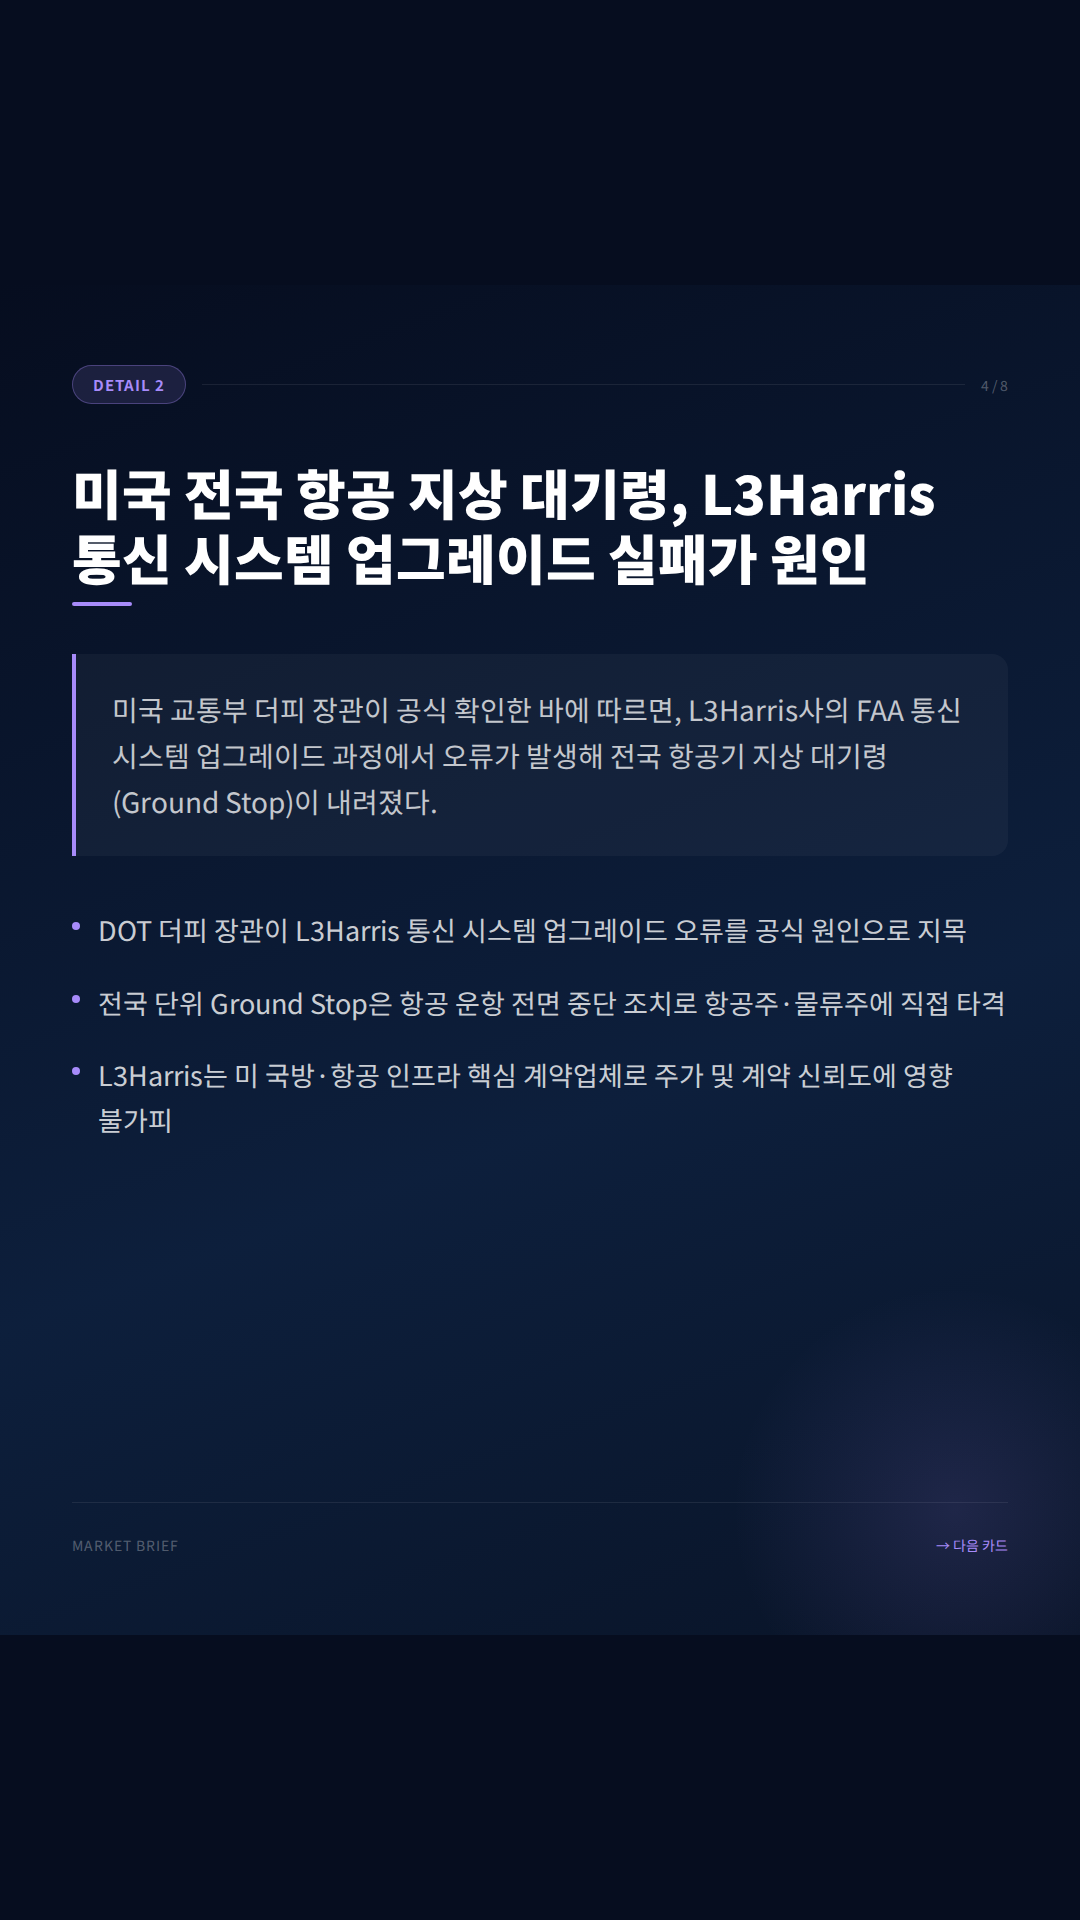 DETAIL 2
4 / 8
미국 전국 항공 지상 대기령, L3Harris
통신 시스템 업그레이드 실패가 원인
미국 교통부 더피 장관이 공식 확인한 바에 따르면, L3Harris사의 FAA 통신
시스템 업그레이드 과정에서 오류가 발생해 전국 항공기 지상 대기령
(Ground Stop)이 내려졌다.
• DOT 더피 장관이 L3Harris 통신 시스템 업그레이드 오류를 공식 원인으로 지목
• 전국 단위 Ground Stop은 항공 운항 전면 중단 조치로 항공주·물류주에 직접 타격
• L3Harris는 미 국방·항공 인프라 핵심 계약업체로 주가 및 계약 신뢰도에 영향
불가피
MARKET BRIEF
→ 다음 카드